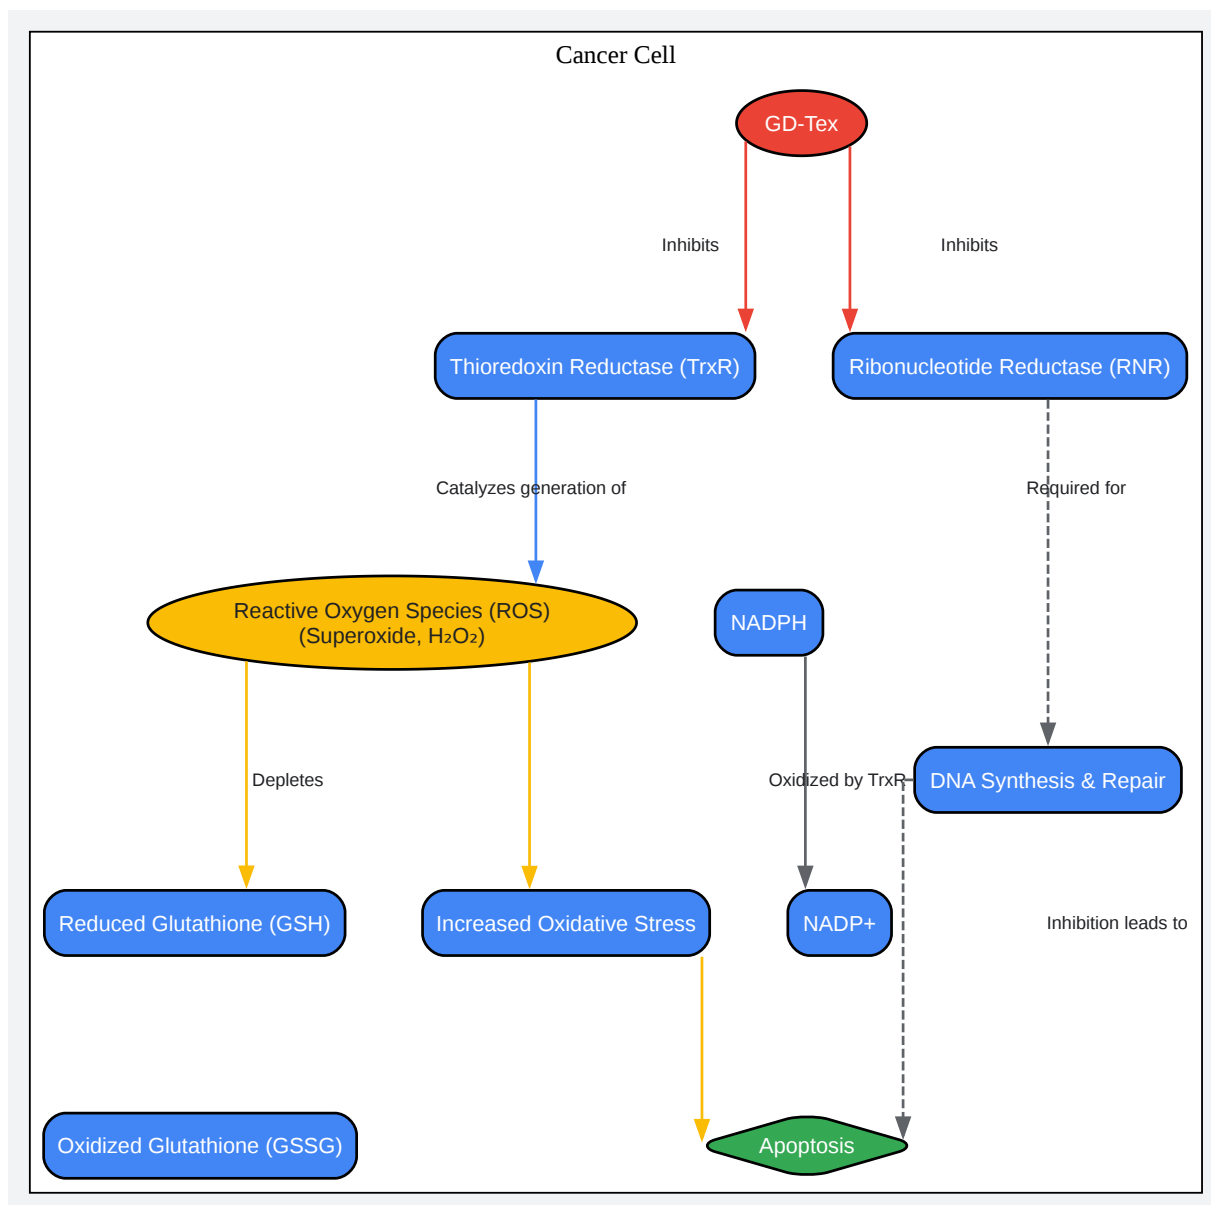 Cancer Cell
GD-Tex
Inhibits
Inhibits
Thioredoxin Reductase (TrxR)
Ribonucleotide Reductase (RNR)
Catalyzes generation of
Required for
Reactive Oxygen Species (ROS)
(Superoxide, H₂O₂)
NADPH
Depletes
Oxidized by TrxR
DNA Synthesis & Repair
Reduced Glutathione (GSH)
Increased Oxidative Stress
NADP+
Inhibition leads to
Oxidized Glutathione (GSSG)
Apoptosis